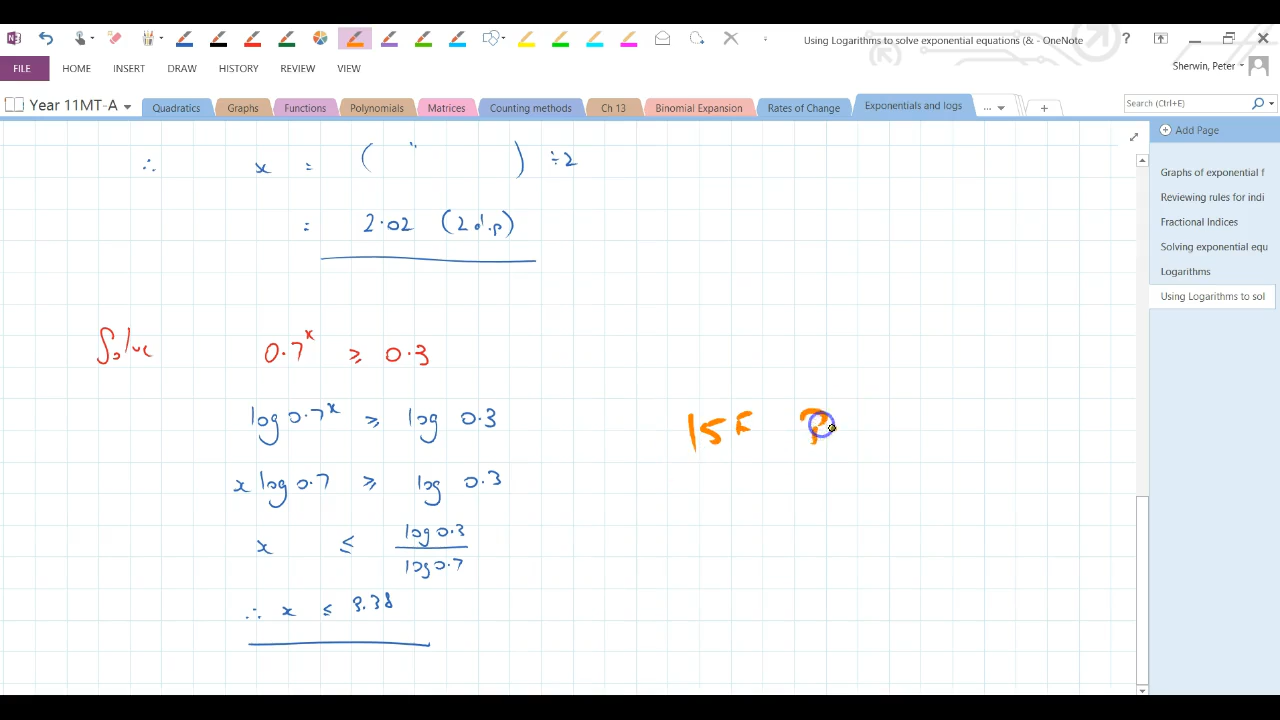 Using Logarithms to solve exponential equations (& - OneNote
FILE HOME INSERT DRAW HISTORY REVIEW VIEW
Sherwin, Peter
Year 11MT-A
Quadratics Graphs Functions Polynomials Matrices Counting methods Ch 13 Binomial Expansion Rates of Change Exponentials and logs ... +
Search (Ctrl+E)
Add Page
Graphs of exponential f
Reviewing rules for indi
Fractional Indices
Solving exponential equ
Logarithms
Using Logarithms to sol
∴ x = ( " ) ÷2
= 2.02 (2 d.p)
Solve 0.7^x ≥ 0.3
log 0.7^x ≥ log 0.3
x log 0.7 ≥ log 0.3
x ≤ log 0.3 / log 0.7
∴ x ≤ 3.38
15F ?